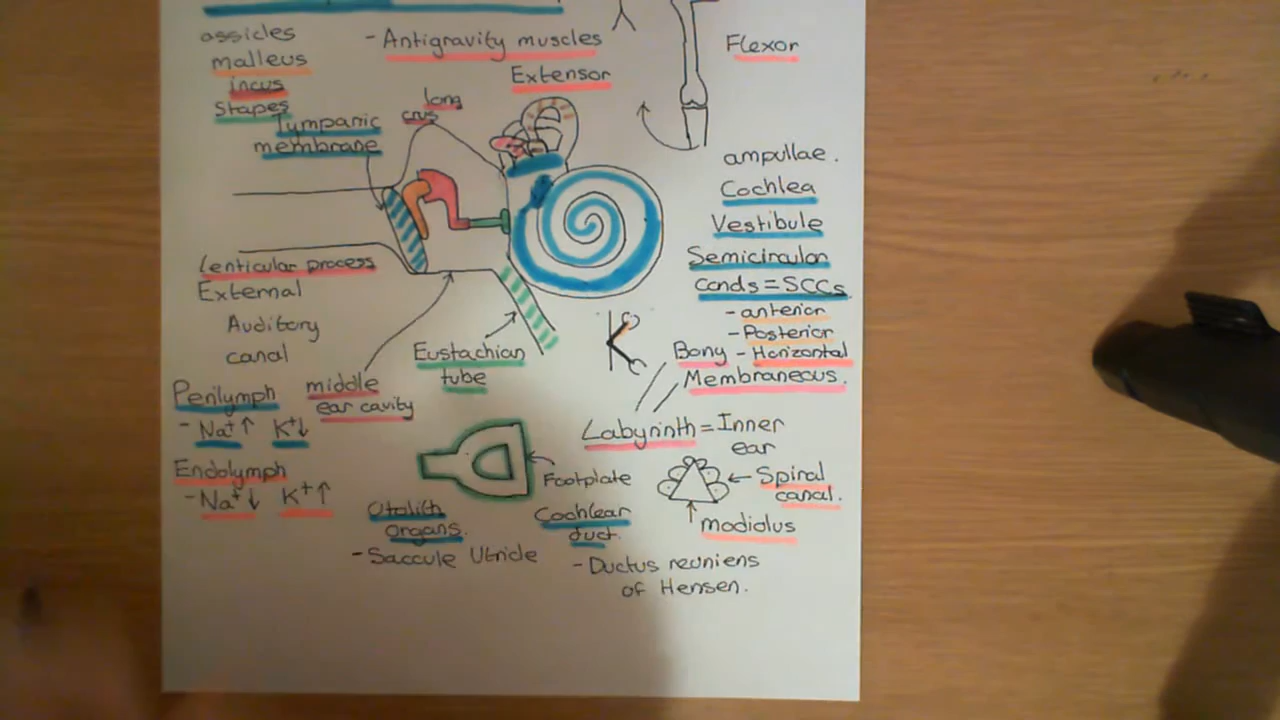 assicles
malleus
incus
Stapes
- Antigravity muscles
Extensor
Flexor
Tympanic
membrane
long
crus
ampullae.
Cochlea
Vestibule
Semicircular
canals = SCCs
- anterior
- Posterior
- Horizontal
Bony
Membraneous.
Labyrinth = Inner
ear
Lenticular process
External
Auditory
canal
Eustachian
tube
middle
ear cavity
Perilymph
- Na+↑ K+↓
Endolymph
- Na+↓ K+↑
Footplate
Spiral
canal.
modiolus
Otolith
Organs.
- Saccule Utricle
Cochlear
duct.
- Ductus reuniens
of Hensen.